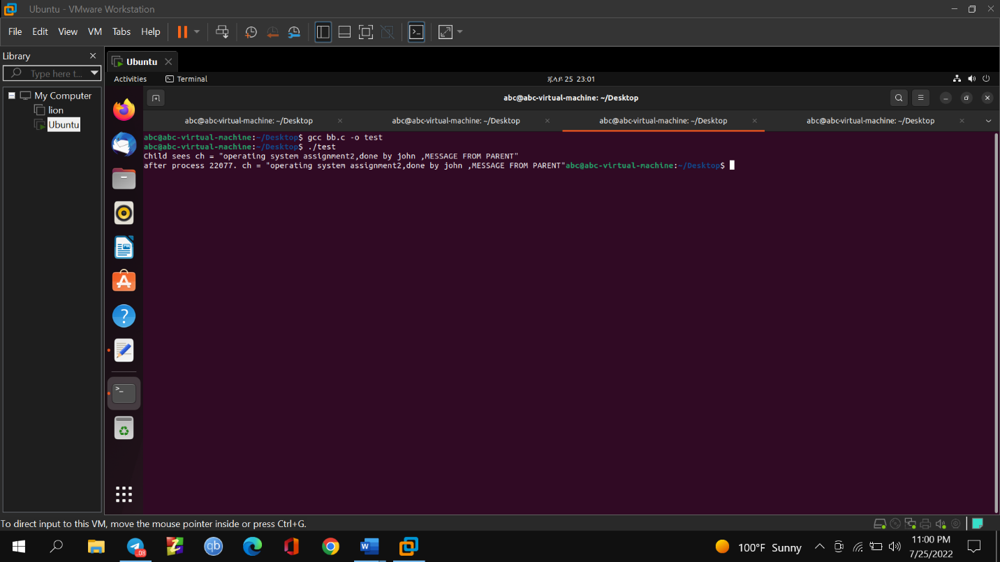 Ubuntu - VMware Workstation
File Edit View VM Tabs Help
Library
Type here t...
My Computer
lion
Ubuntu
Ubuntu
Activities
Terminal
ጁላይ 25 23:01
abc@abc-virtual-machine: ~/Desktop
abc@abc-virtual-machine: ~/Desktop
abc@abc-virtual-machine: ~/Desktop
abc@abc-virtual-machine: ~/Desktop
abc@abc-virtual-machine: ~/Desktop
abc@abc-virtual-machine:~/Desktop$ gcc bb.c -o test
abc@abc-virtual-machine:~/Desktop$ ./test
Child sees ch = "operating system assignment2,done by john ,MESSAGE FROM PARENT"
after process 22077. ch = "operating system assignment2,done by john ,MESSAGE FROM PARENT"abc@abc-virtual-machine:~/Desktop$
To direct input to this VM, move the mouse pointer inside or press Ctrl+G.
.08
qb
100°F Sunny
11:00 PM
7/25/2022